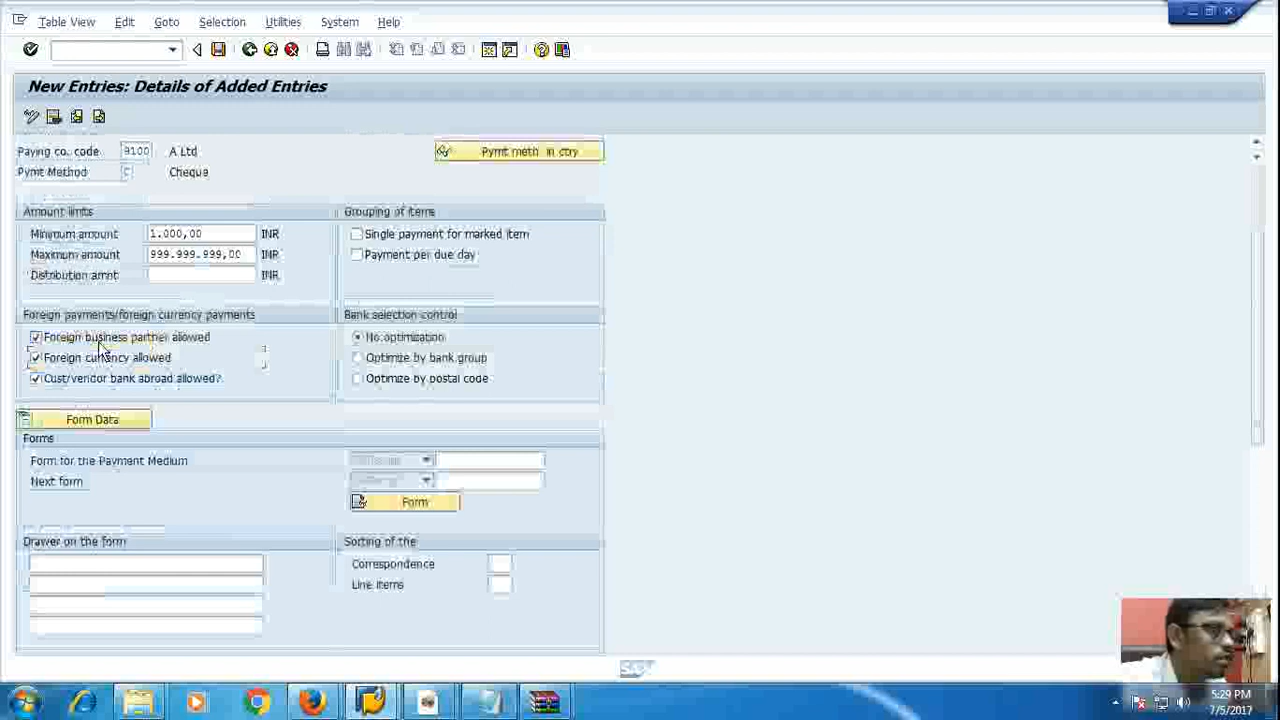 Table View Edit Goto Selection Utilities System Help
New Entries: Details of Added Entries
Paying co. code 9100 A Ltd Pymt meth in ctry
Pymt Method C Cheque
Amount limits Grouping of items
Minimum amount 1.000,00 INR Single payment for marked item
Maximum amount 999.999.999,00 INR Payment per due day
Distribution amnt INR
Foreign payments/foreign currency payments Bank selection control
Foreign business partner allowed No optimization
Foreign currency allowed Optimize by bank group
Cust/vendor bank abroad allowed? Optimize by postal code
Form Data
Forms
Form for the Payment Medium
Next form
Form
Drawer on the form Sorting of the
Correspondence
Line items
SAP
5:29 PM
7/5/2017